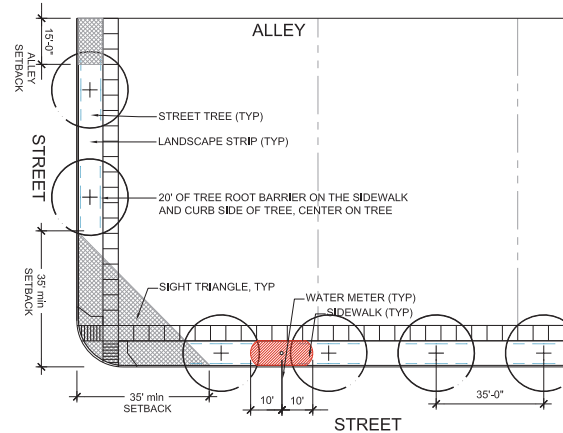 ALLEY
15'-0"
ALLEY
SETBACK
STREET TREE (TYP)
LANDSCAPE STRIP (TYP)
STREET
20' OF TREE ROOT BARRIER ON THE SIDEWALK
AND CURB SIDE OF TREE, CENTER ON TREE
35' min
SETBACK
SIGHT TRIANGLE, TYP
WATER METER (TYP)
SIDEWALK (TYP)
35' min
SETBACK
10'
10'
35'-0"
STREET